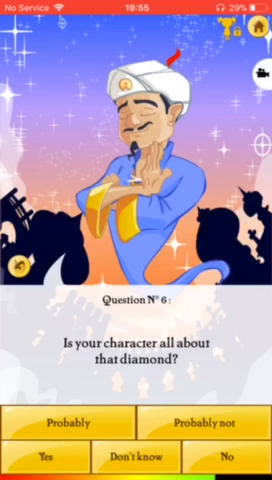 No Service 19:55 29%
Question N° 6 :
Is your character all about
that diamond?
Probably Probably not
Yes Don't know No